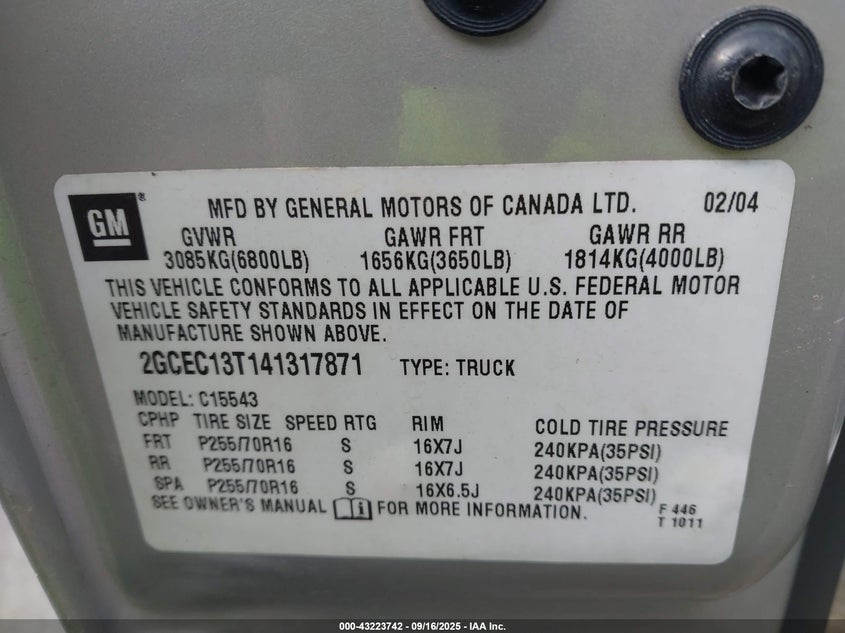 GM ®
MFD BY GENERAL MOTORS OF CANADA LTD. 02/04
GVWR GAWR FRT GAWR RR
3085KG(6800LB) 1656KG(3650LB) 1814KG(4000LB)
THIS VEHICLE CONFORMS TO ALL APPLICABLE U.S. FEDERAL MOTOR
VEHICLE SAFETY STANDARDS IN EFFECT ON THE DATE OF
MANUFACTURE SHOWN ABOVE.
2GCEC13T141317871 TYPE: TRUCK
MODEL: C15543
CPHP TIRE SIZE SPEED RTG RIM COLD TIRE PRESSURE
FRT P255/70R16 S 16X7J 240KPA(35PSI)
RR P255/70R16 S 16X7J 240KPA(35PSI)
SPA P255/70R16 S 16X6.5J 240KPA(35PSI)
SEE OWNER'S MANUAL FOR MORE INFORMATION. F 446
T 1011
000-43223742 - 09/16/2025 - IAA Inc.